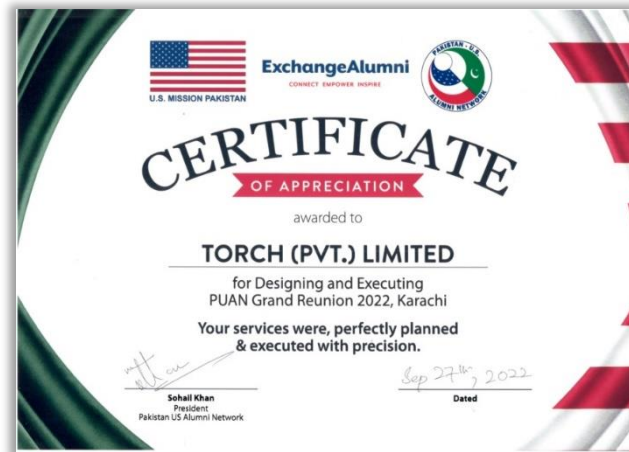 U.S. MISSION PAKISTAN
ExchangeAlumni
CONNECT EMPOWER INSPIRE
PAKISTAN - U.S.
ALUMNI NETWORK
CERTIFICATE
OF APPRECIATION
awarded to
TORCH (PVT.) LIMITED
for Designing and Executing
PUAN Grand Reunion 2022, Karachi
Your services were, perfectly planned
& executed with precision.
Sep 27th, 2022
Sohail Khan
President
Pakistan US Alumni Network
Dated